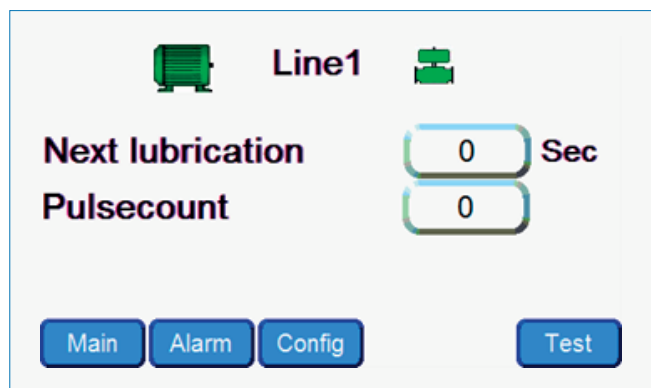 Line1
Next lubrication 0 Sec
Pulsecount 0
Main Alarm Config Test